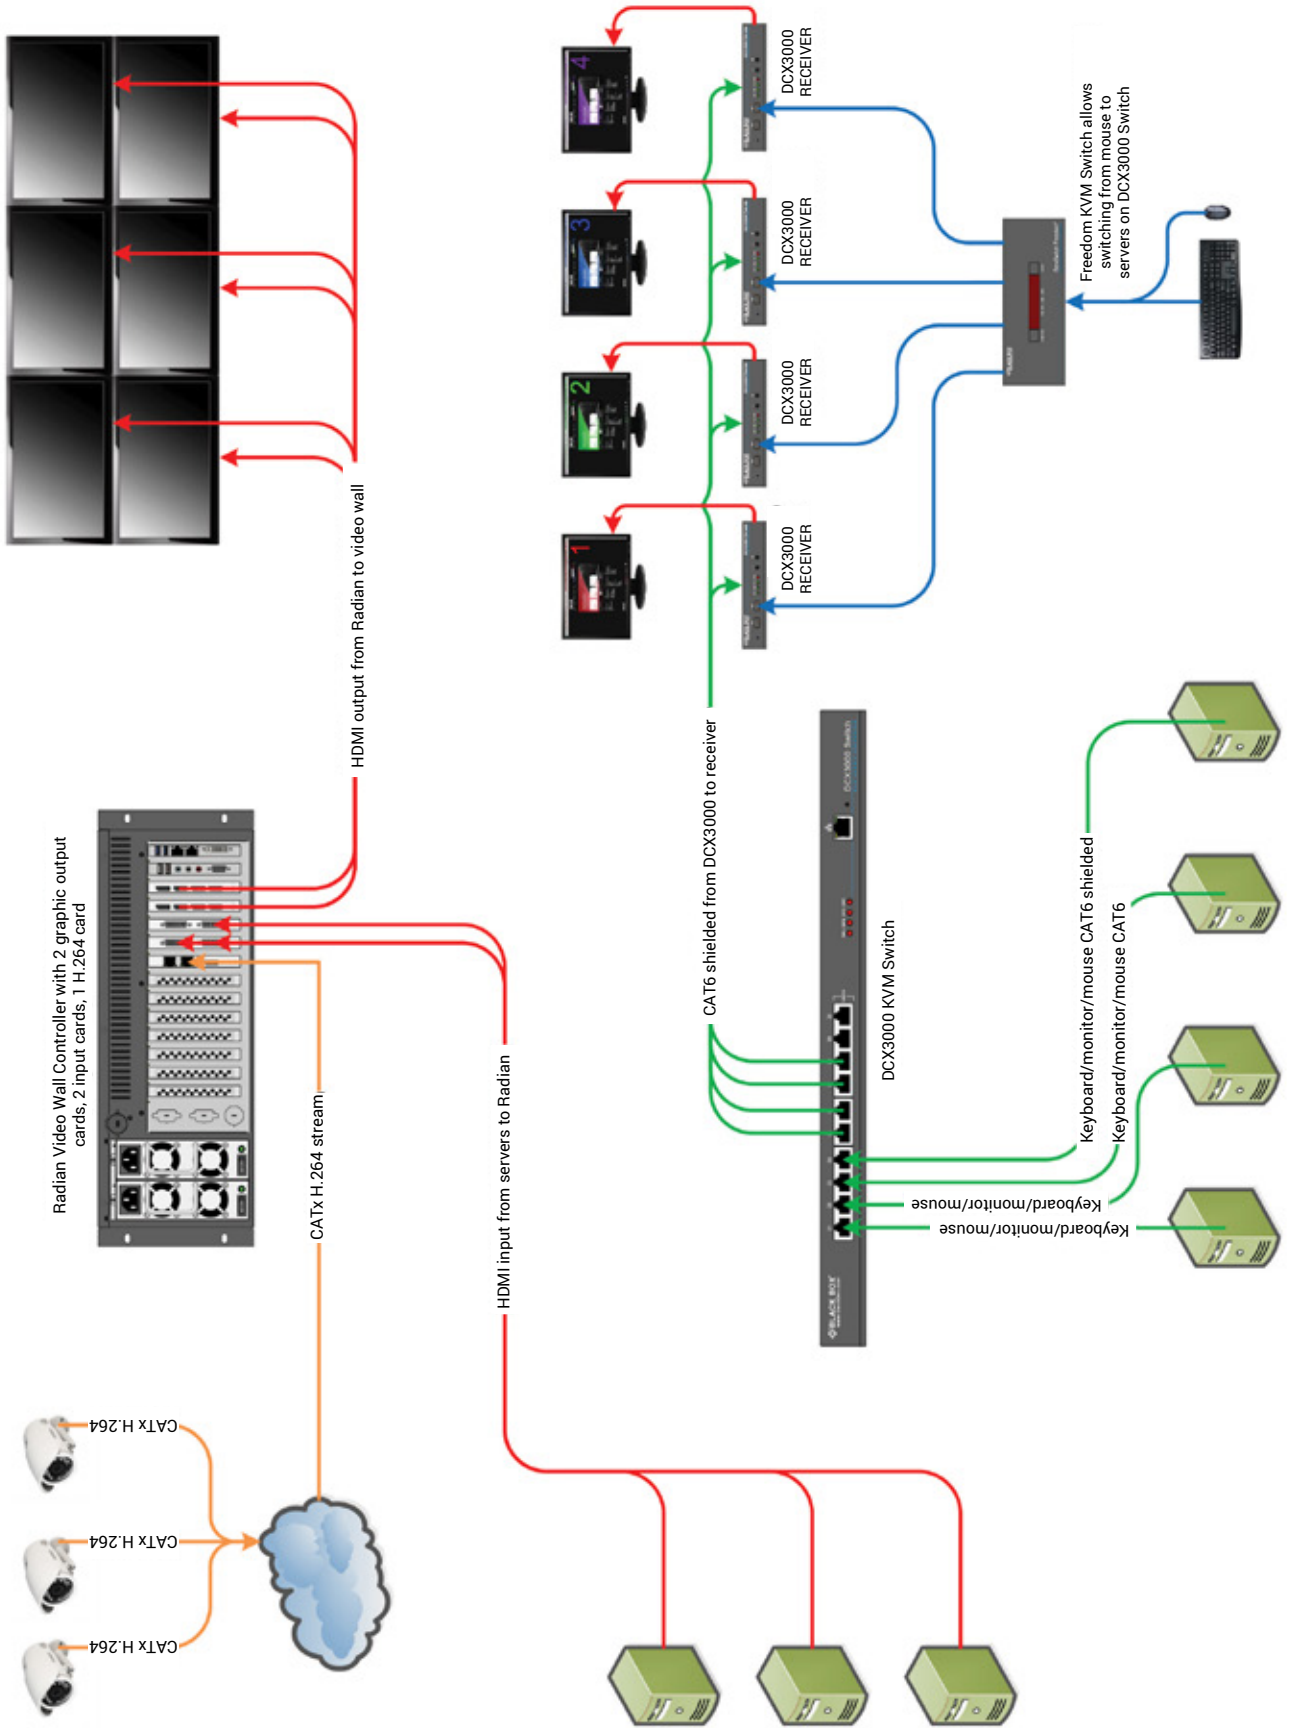 Radian Video Wall Controller with 2 graphic output
cards, 2 input cards, 1 H.264 card
HDMI output from Radian to video wall
CATx H.264
CATx H.264
CATx H.264
CATx H.264 stream
HDMI input from servers to Radian
1
2
3
4
DCX3000
RECEIVER
DCX3000
RECEIVER
DCX3000
RECEIVER
DCX3000
RECEIVER
CAT6 shielded from DCX3000 to receiver
BLACK BOX
DCX3000 Switch
DCX3000 KVM Switch
Freedom KVM Switch allows
switching from mouse to
servers on DCX3000 Switch
Keyboard/monitor/mouse CAT6 shielded
Keyboard/monitor/mouse CAT6
Keyboard/monitor/mouse
Keyboard/monitor/mouse